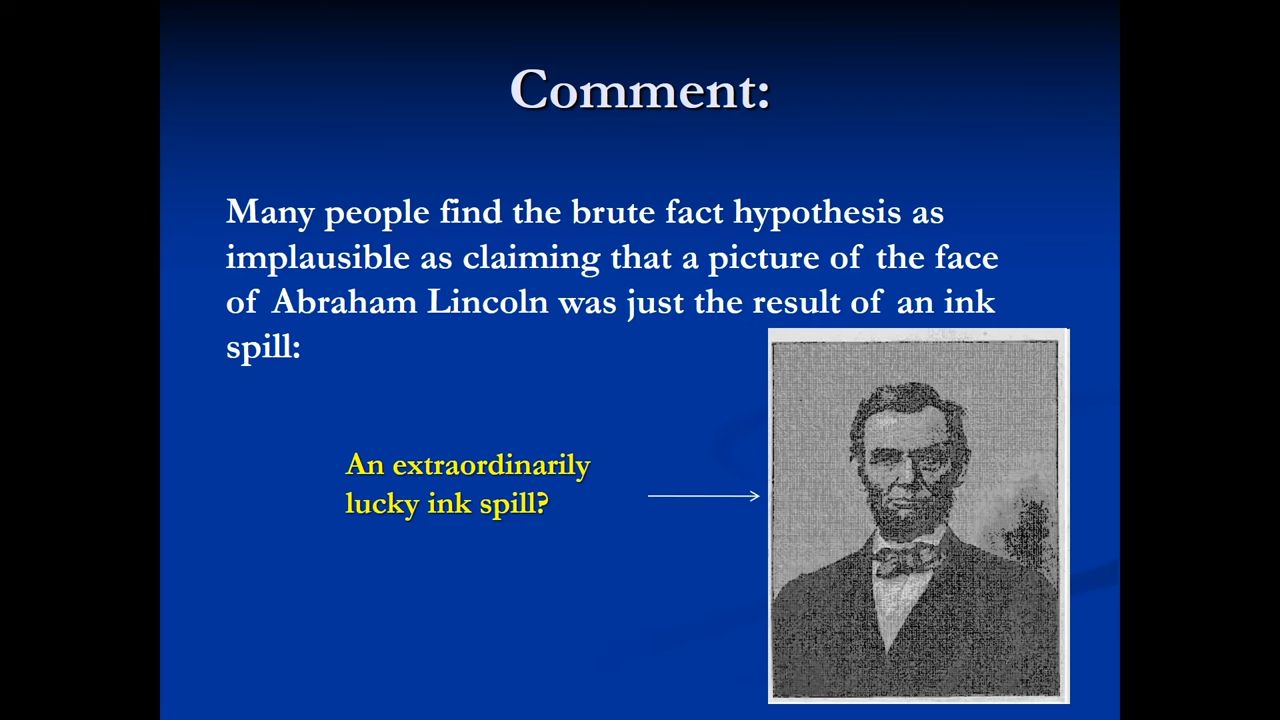 Comment:
Many people find the brute fact hypothesis as
implausible as claiming that a picture of the face
of Abraham Lincoln was just the result of an ink
spill:
An extraordinarily
lucky ink spill?